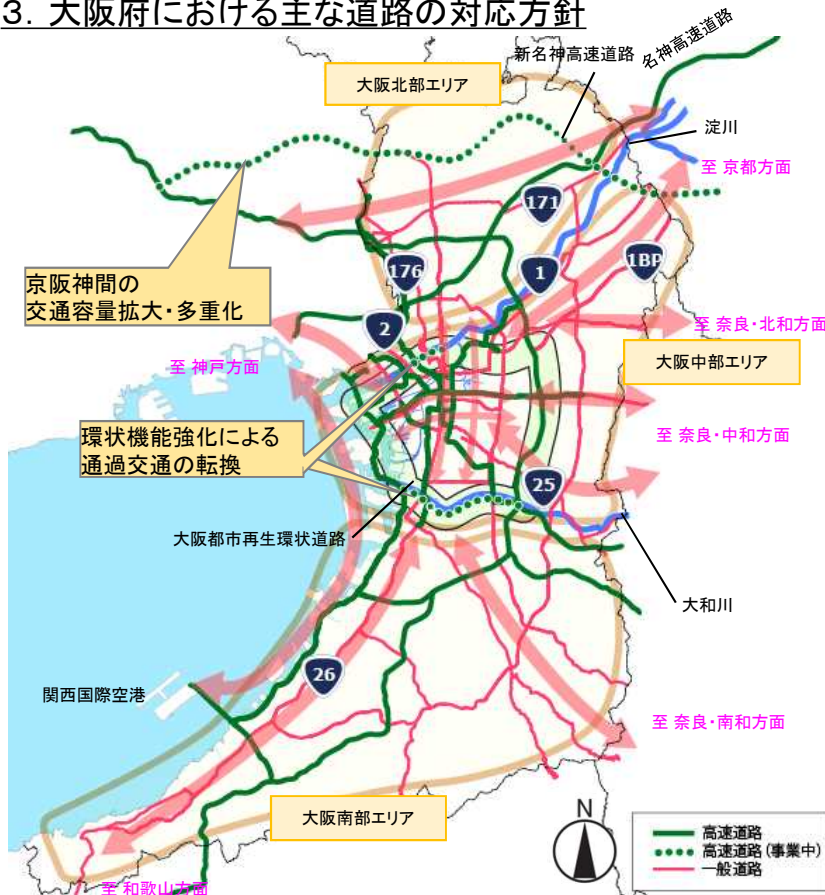 3. 大阪府における主な道路の対応方針
新名神高速道路
名神高速道路
大阪北部エリア
淀川
至 京都方面
171
1BP
176
1
京阪神間の
交通容量拡大・多重化
2
至 奈良・北和方面
大阪中部エリア
至 神戸方面
環状機能強化による
通過交通の転換
至 奈良・中和方面
25
大阪都市再生環状道路
大和川
26
関西国際空港
至 奈良・南和方面
大阪南部エリア
N
高速道路
高速道路(事業中)
一般道路
至 和歌山方面